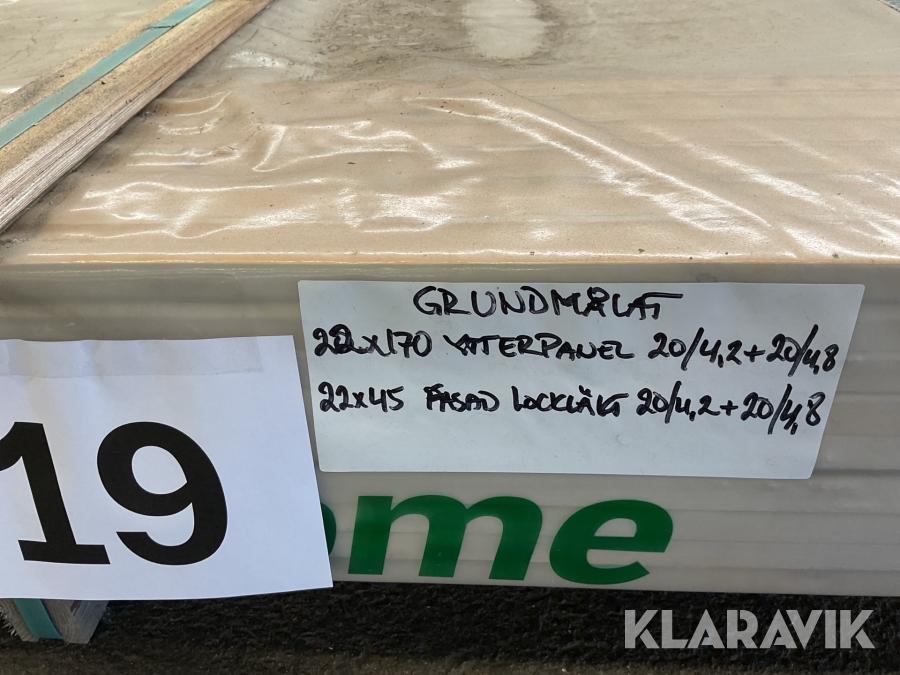 GRUNDMÅLAT
22x170 YTTERPANEL 20/4,2+20/4,8
22x45 FASAD LOCKLÄKT 20/4,2+20/4,8
19
ome
KLARAVIK